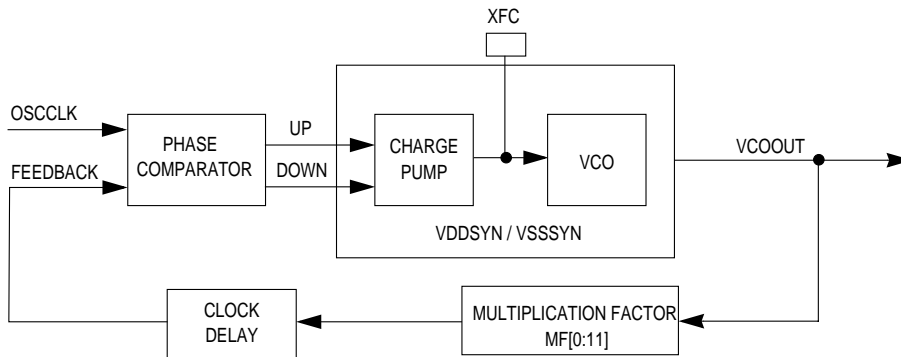 XFC
OSCCLK
FEEDBACK
PHASE
COMPARATOR
UP
DOWN
CHARGE
PUMP
VCO
VCOOUT
VDDSYN / VSSSYN
CLOCK
DELAY
MULTIPLICATION FACTOR
MF[0:11]